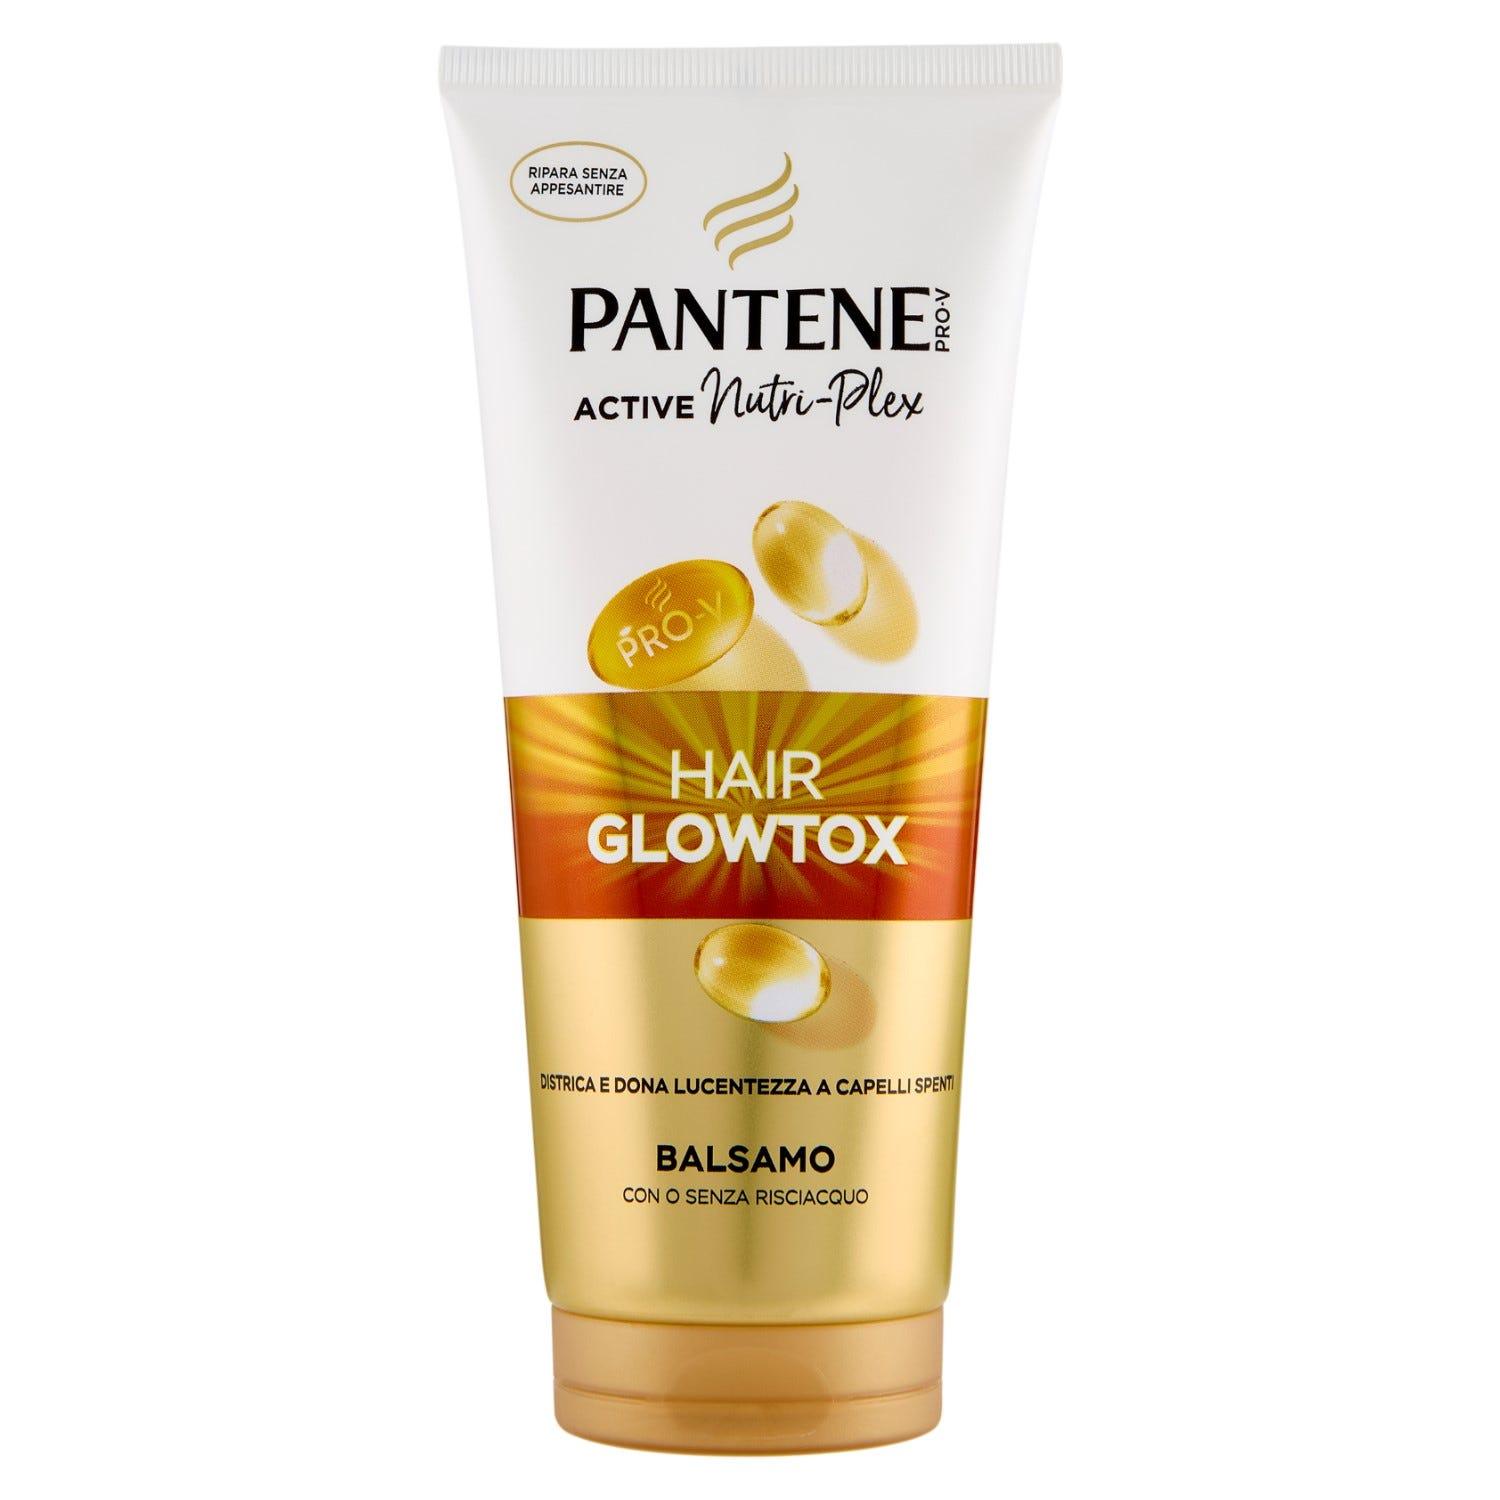 RIPARA SENZA
APPESANTIRE
PANTENE PRO-V
ACTIVE Nutri-Plex
PRO-V
HAIR
GLOWTOX
DISTRICA E DONA LUCENTEZZA A CAPELLI SPENTI
BALSAMO
CON O SENZA RISCIACQUO